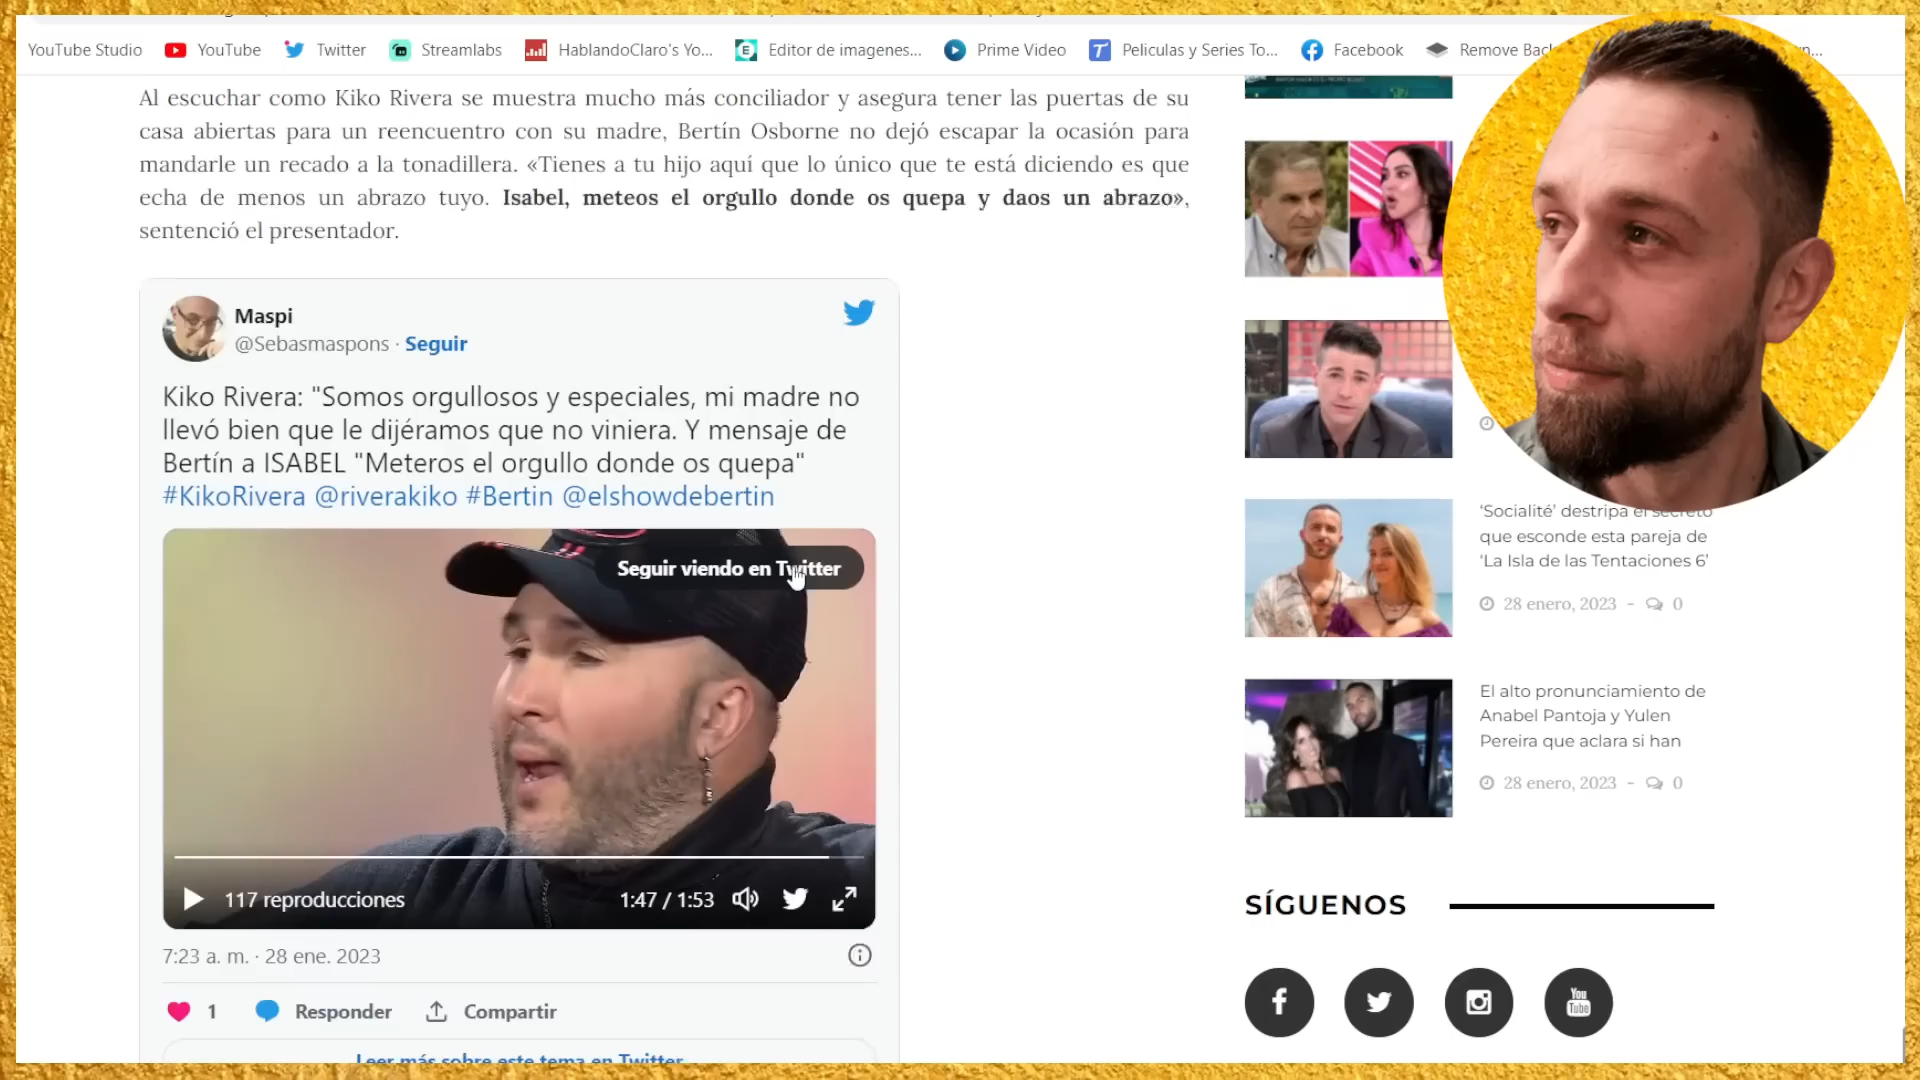 YouTube Studio
YouTube
Twitter
Streamlabs
HablandoClaro's Yo...
Editor de imagenes...
Prime Video
Peliculas y Series To...
Facebook
Remove
Al escuchar como Kiko Rivera se muestra mucho más conciliador y asegura tener las puertas de su
casa abiertas para un reencuentro con su madre, Bertín Osborne no dejó escapar la ocasión para
mandarle un recado a la tonadillera. «Tienes a tu hijo aquí que lo único que te está diciendo es que
echa de menos un abrazo tuyo. Isabel, meteos el orgullo donde os quepa y daos un abrazo»,
sentenció el presentador.
Maspi
@Sebasmaspons · Seguir
Kiko Rivera: "Somos orgullosos y especiales, mi madre no
llevó bien que le dijéramos que no viniera. Y mensaje de
Bertín a ISABEL "Meteros el orgullo donde os quepa"
#KikoRivera @riverakiko #Bertin @elshowdebertin
Seguir viendo en Twitter
117 reproducciones
1:47 / 1:53
7:23 a. m. · 28 ene. 2023
1
Responder
Compartir
Leer más sobre este tema en Twitter
'Socialité' destripa el secreto
que esconde esta pareja de
'La Isla de las Tentaciones 6'
28 enero, 2023 - 0
El alto pronunciamiento de
Anabel Pantoja y Yulen
Pereira que aclara si han
28 enero, 2023 - 0
SÍGUENOS
You
Tube